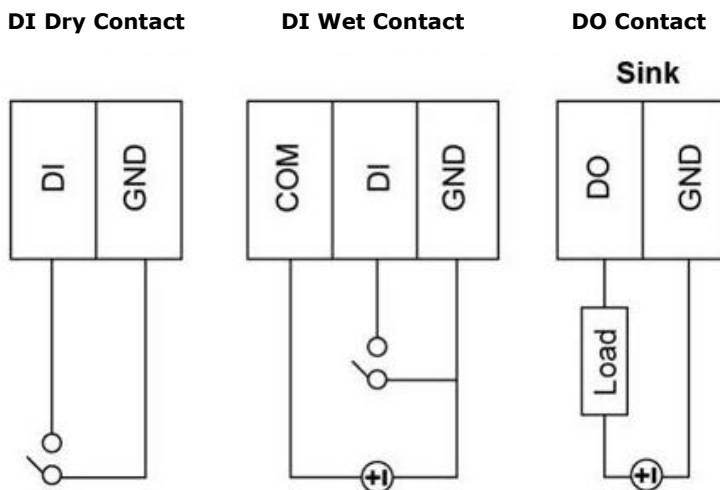 DI Dry Contact
DI Wet Contact
DO Contact
Sink
DI
GND
COM
DI
GND
DO
GND
Load